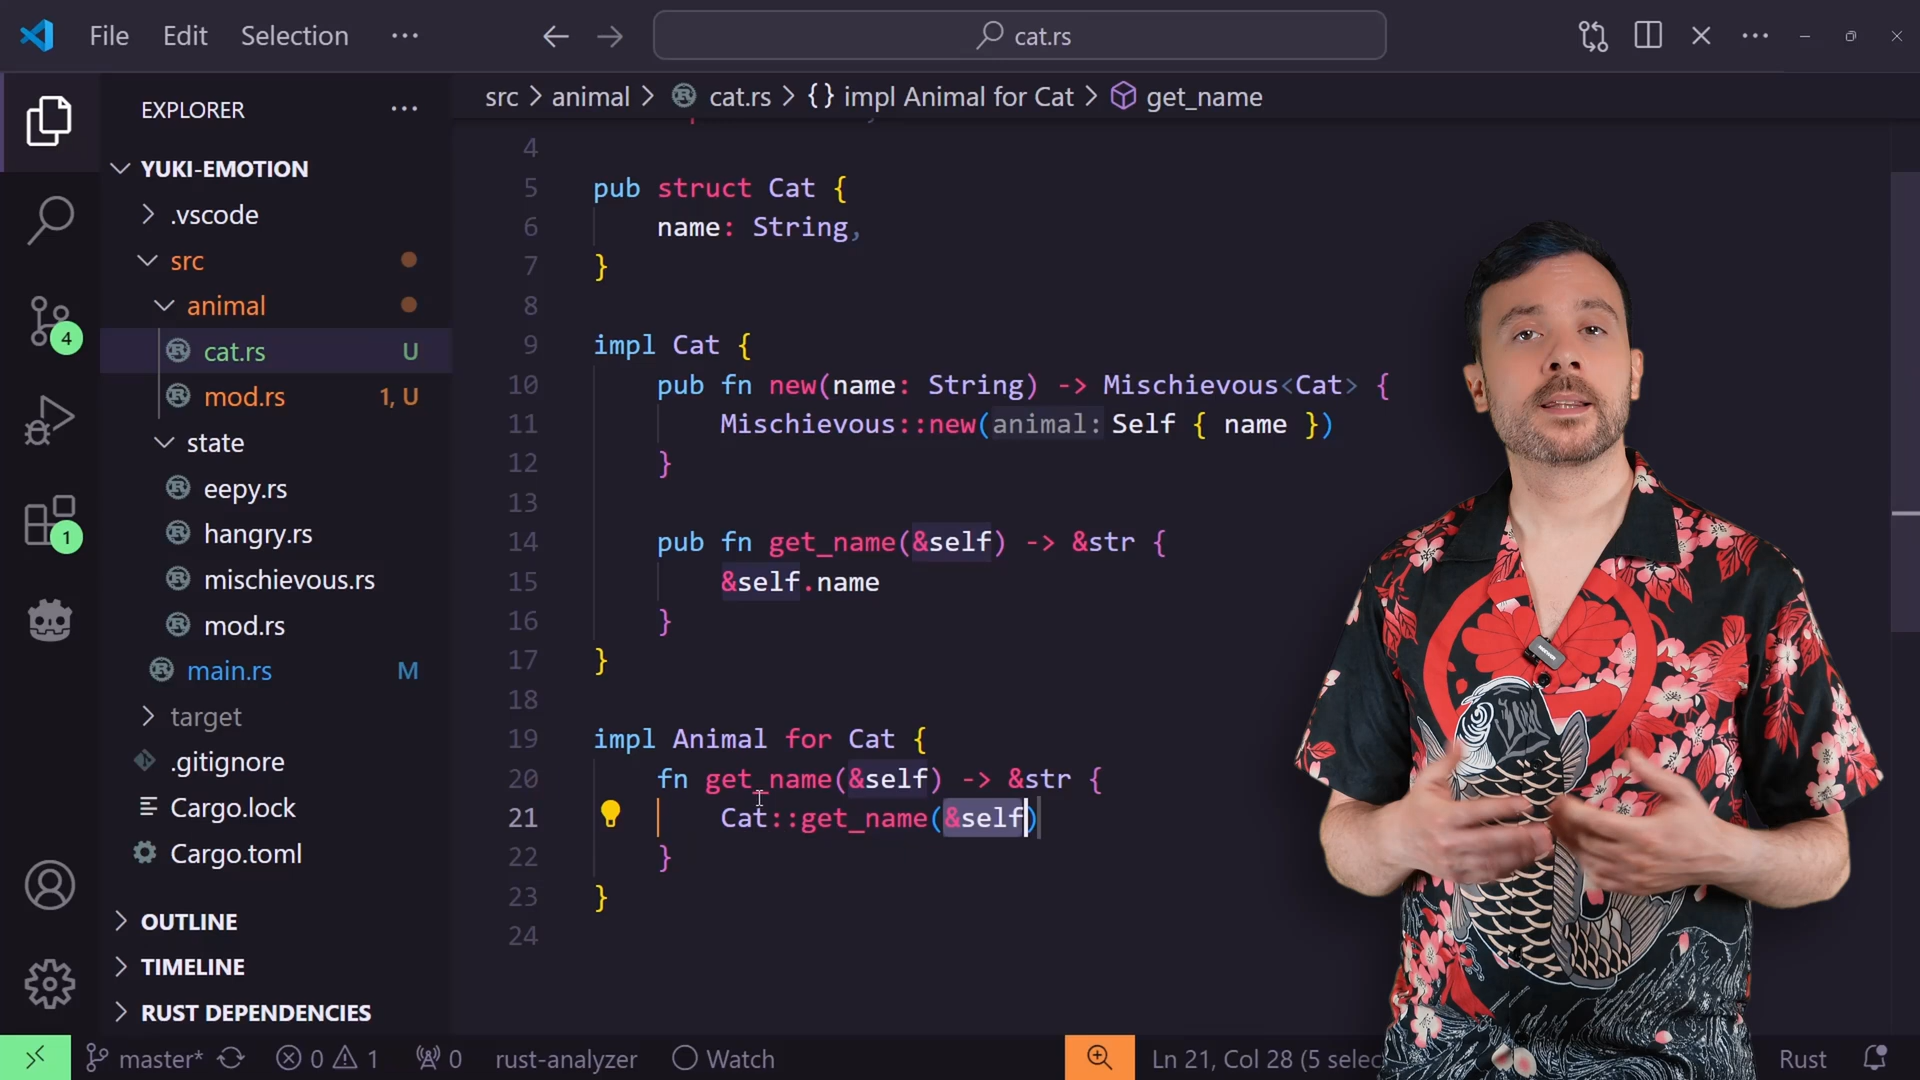 File Edit Selection ··· cat.rs
EXPLORER ···
src > animal > cat.rs > {} impl Animal for Cat > get_name
YUKI-EMOTION
.vscode
src
animal
cat.rs U
mod.rs 1, U
state
eepy.rs
hangry.rs
mischievous.rs
mod.rs
main.rs M
target
.gitignore
Cargo.lock
Cargo.toml
OUTLINE
TIMELINE
RUST DEPENDENCIES
4
1
4
5 pub struct Cat {
6 name: String,
7 }
8
9 impl Cat {
10 pub fn new(name: String) -> Mischievous<Cat> {
11 Mischievous::new(animal: Self { name })
12 }
13
14 pub fn get_name(&self) -> &str {
15 &self.name
16 }
17 }
18
19 impl Animal for Cat {
20 fn get_name(&self) -> &str {
21 Cat::get_name(&self)
22 }
23 }
24
master* 0 1 0 rust-analyzer Watch Ln 21, Col 28 (5 selec Rust